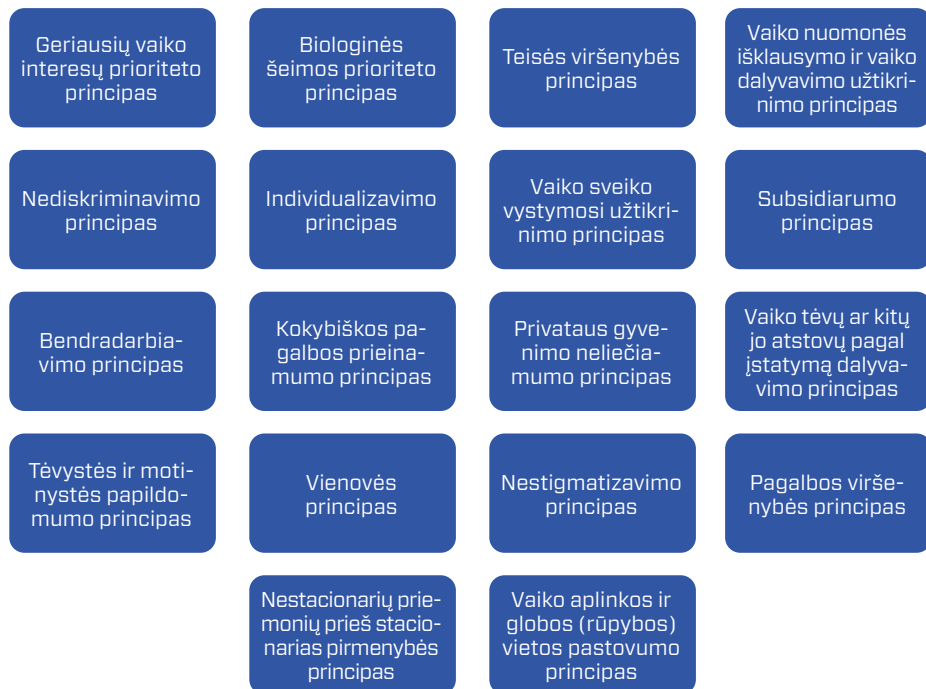 Geriausių vaiko
interesų prioriteto
principas
Biologinės
šeimos prioriteto
principas
Teisės viršenybės
principas
Vaiko nuomonės
išklausymo ir vaiko
dalyvavimo užtikri-
nimo principas
Nediskriminavimo
principas
Individualizavimo
principas
Vaiko sveiko
vystymosi užtikri-
nimo principas
Subsidiarumo
principas
Bendradarbia-
vimo principas
Kokybiškos pa-
galbos prieina-
mumo principas
Privataus gyve-
nimo neliečia-
mumo principas
Vaiko tėvų ar kitų
jo atstovų pagal
įstatymą dalyva-
vimo principas
Tėvystės ir moti-
nystės papildo-
mumo principas
Vienovės
principas
Nestigmatizavimo
principas
Pagalbos virše-
nybės principas
Nestacionarių prie-
monių prieš stacio-
narias pirmenybės
principas
Vaiko aplinkos ir
globos (rūpybos)
vietos pastovumo
principas